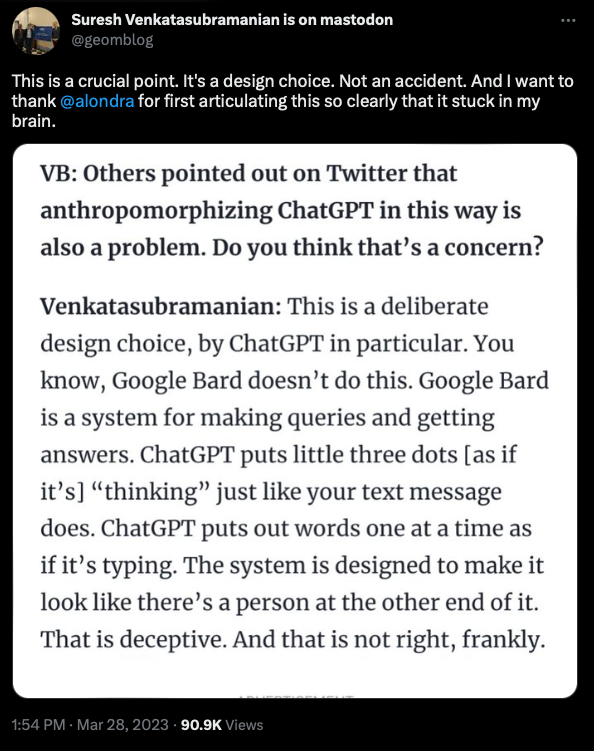 Suresh Venkatasubramanian is on mastodon
@geomblog
This is a crucial point. It's a design choice. Not an accident. And I want to
thank @alondra for first articulating this so clearly that it stuck in my
brain.
VB: Others pointed out on Twitter that
anthropomorphizing ChatGPT in this way is
also a problem. Do you think that’s a concern?
Venkatasubramanian: This is a deliberate
design choice, by ChatGPT in particular. You
know, Google Bard doesn’t do this. Google Bard
is a system for making queries and getting
answers. ChatGPT puts little three dots [as if
it’s] “thinking” just like your text message
does. ChatGPT puts out words one at a time as
if it’s typing. The system is designed to make it
look like there’s a person at the other end of it.
That is deceptive. And that is not right, frankly.
ADVERTISEMENT
1:54 PM · Mar 28, 2023 · 90.9K Views